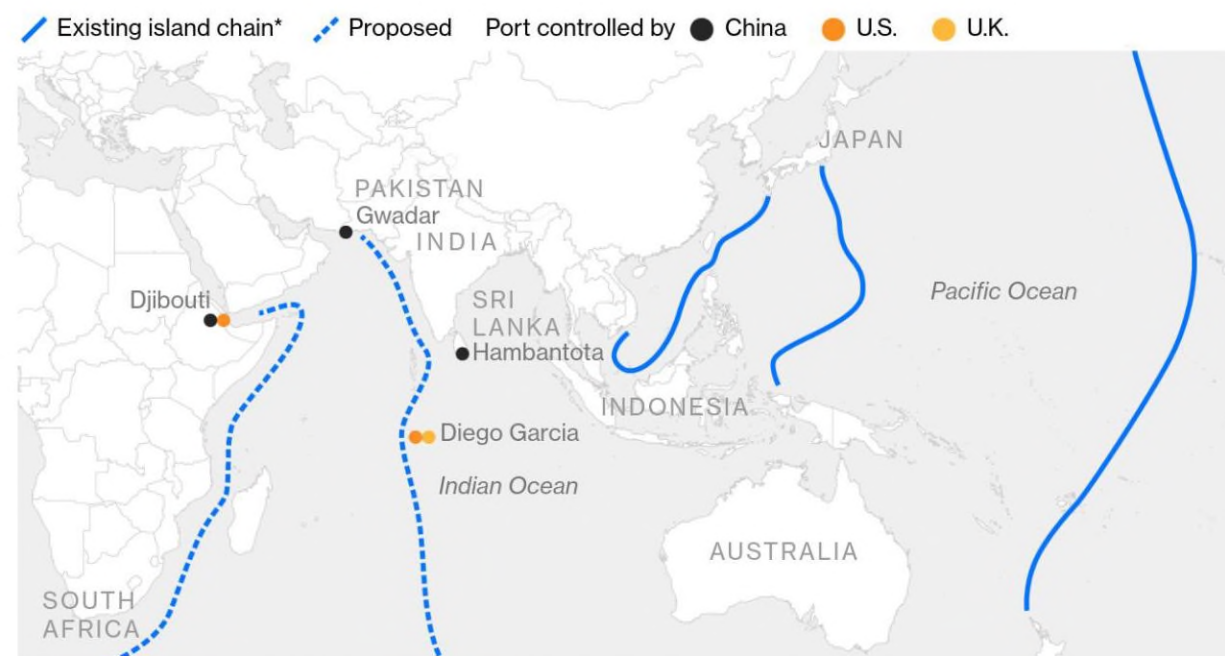 Existing island chain* Proposed Port controlled by China U.S. U.K.
JAPAN
PAKISTAN
Gwadar
INDIA
Pacific Ocean
Djibouti
SRI
LANKA
Hambantota
INDONESIA
Diego Garcia
Indian Ocean
AUSTRALIA
SOUTH
AFRICA